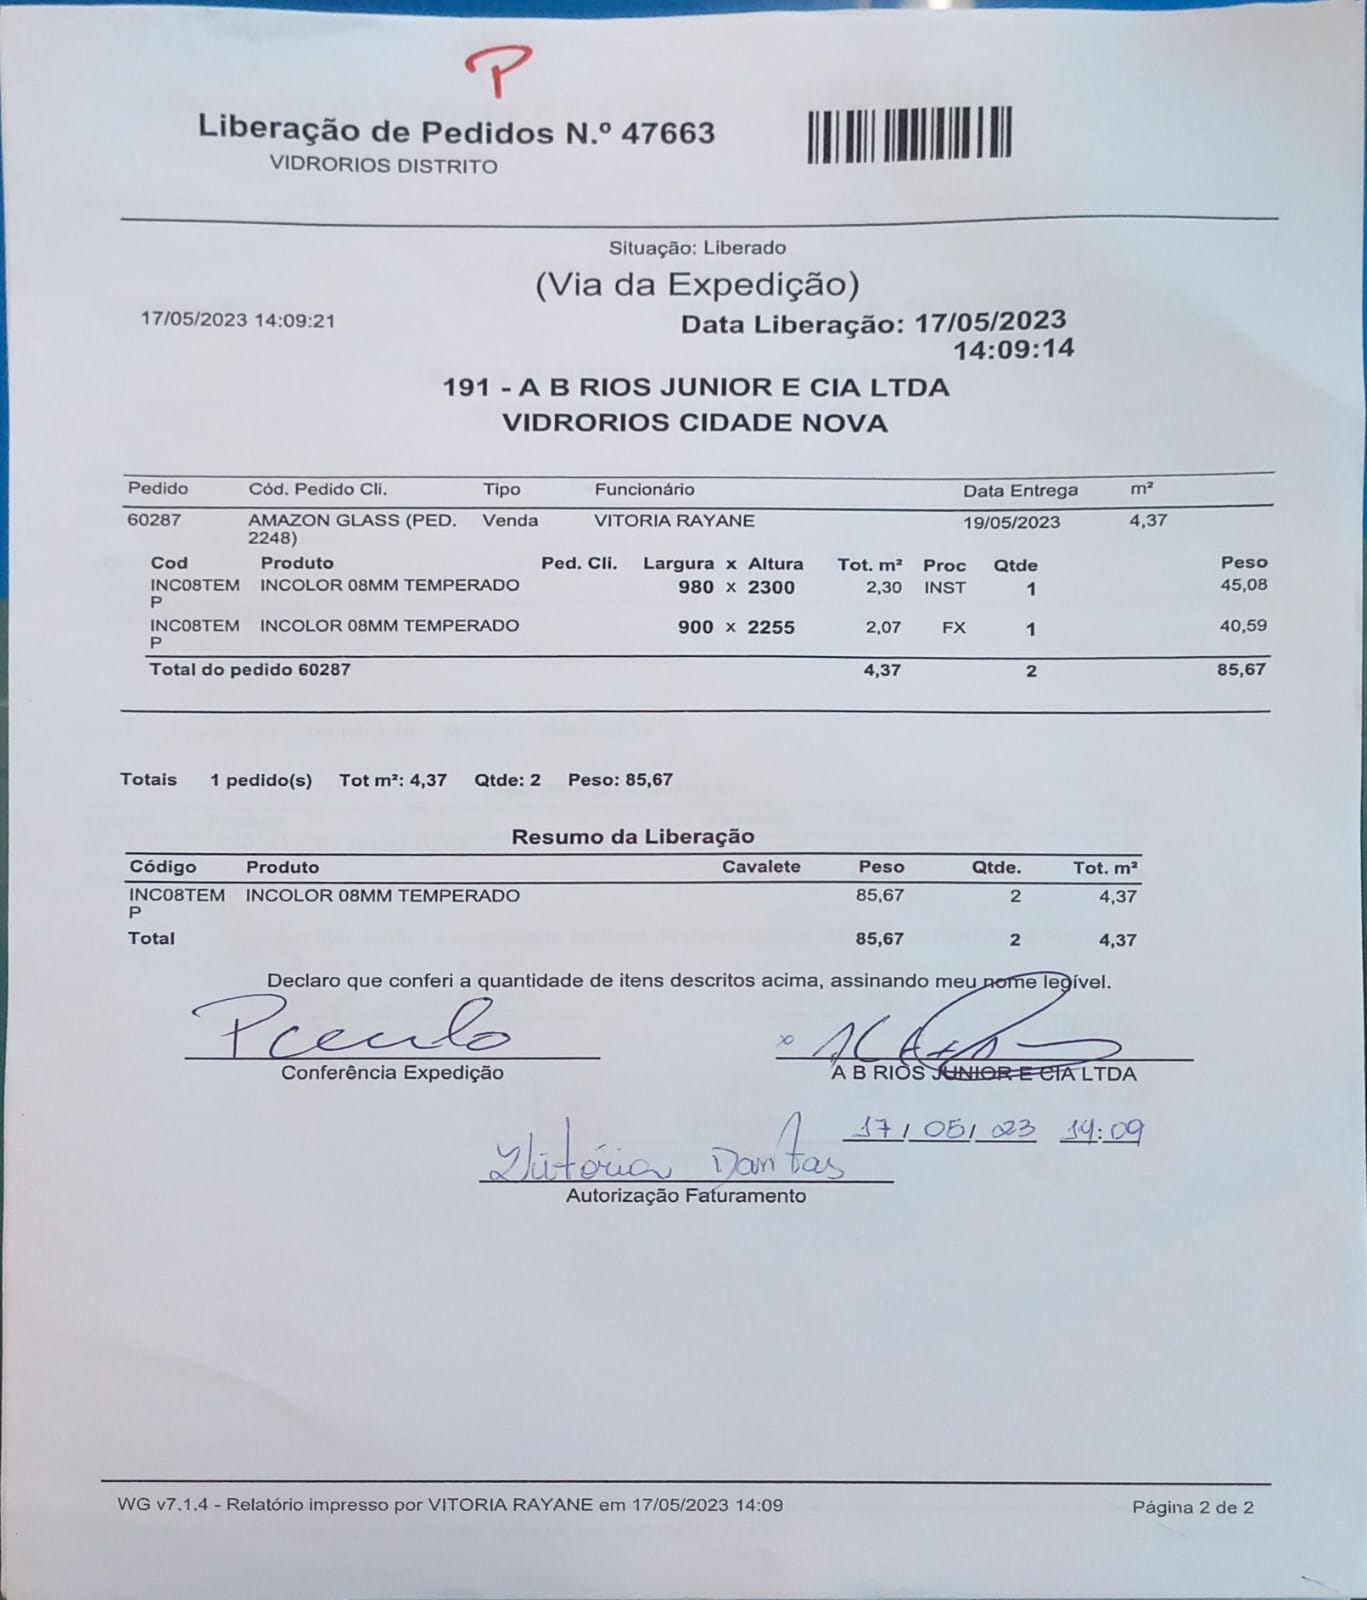 P
Liberação de Pedidos N.º 47663
VIDRORIOS DISTRITO
Situação: Liberado
(Via da Expedição)
17/05/2023 14:09:21
Data Liberação: 17/05/2023
14:09:14
191 - A B RIOS JUNIOR E CIA LTDA
VIDRORIOS CIDADE NOVA
Pedido Cód. Pedido Cli. Tipo Funcionário Data Entrega m²
60287 AMAZON GLASS (PED. Venda VITORIA RAYANE 19/05/2023 4,37
2248)
Cod Produto Ped. Cli. Largura x Altura Tot. m² Proc Qtde Peso
INC08TEM INCOLOR 08MM TEMPERADO 980 x 2300 2,30 INST 1 45,08
P
INC08TEM INCOLOR 08MM TEMPERADO 900 x 2255 2,07 FX 1 40,59
P
Total do pedido 60287 4,37 2 85,67
Totais 1 pedido(s) Tot m²: 4,37 Qtde: 2 Peso: 85,67
Resumo da Liberação
Código Produto Cavalete Peso Qtde. Tot. m²
INC08TEM INCOLOR 08MM TEMPERADO 85,67 2 4,37
P
Total 85,67 2 4,37
Declaro que conferi a quantidade de itens descritos acima, assinando meu nome legível.
x
Conferência Expedição A B RIOS JUNIOR E CIA LTDA
17/05/23 14:09
Vitória Dantas
Autorização Faturamento
WG v7.1.4 - Relatório impresso por VITORIA RAYANE em 17/05/2023 14:09 Página 2 de 2